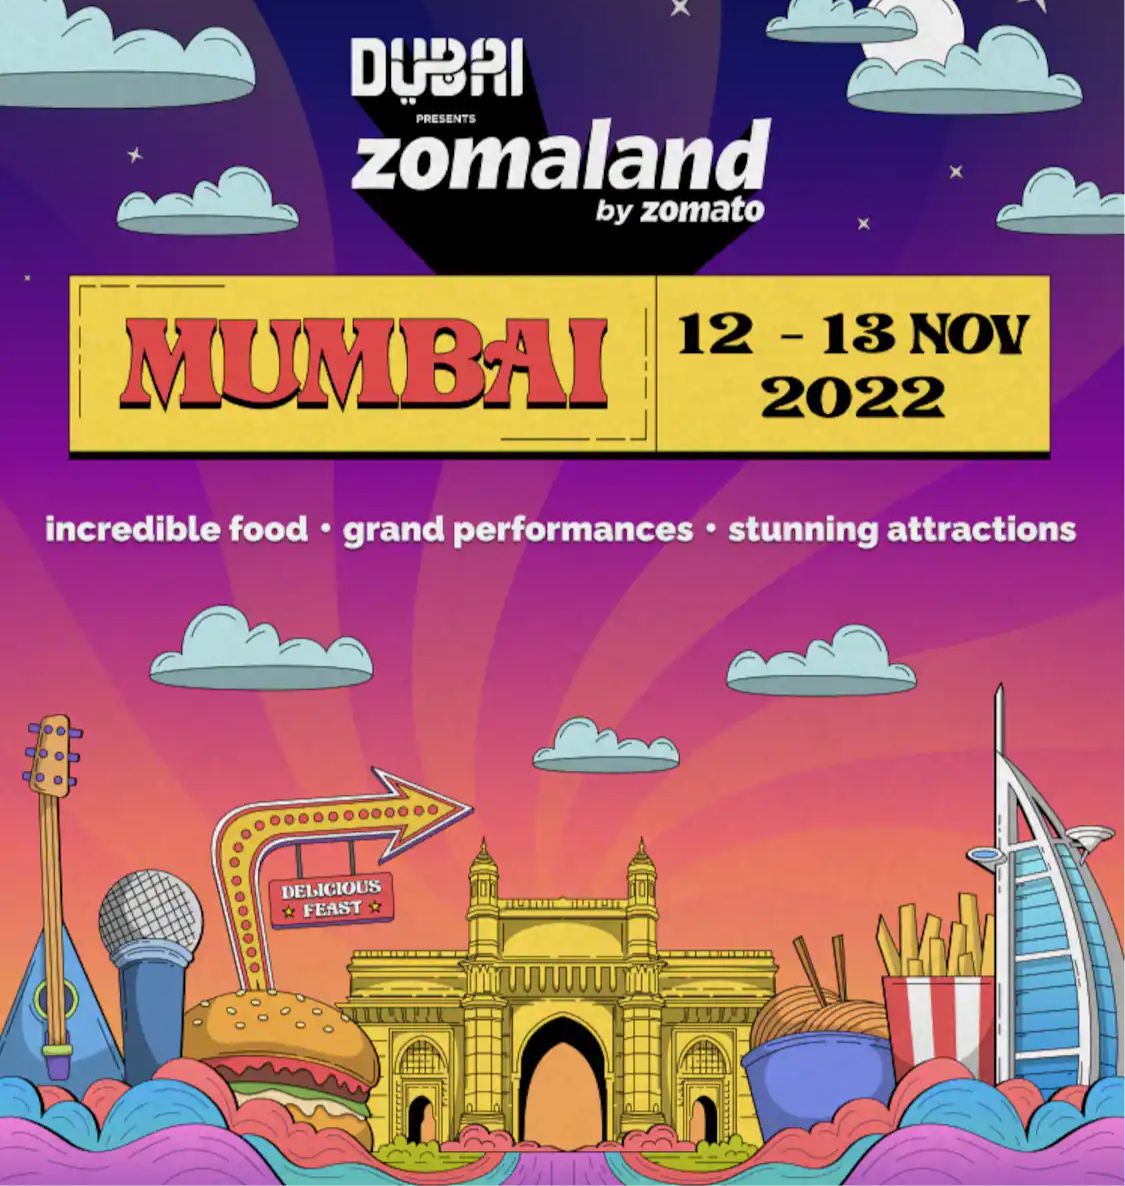 DUBAI
PRESENTS
zomaland
by zomato
MUMBAI
12 - 13 NOV
2022
incredible food • grand performances • stunning attractions
DELICIOUS
FEAST